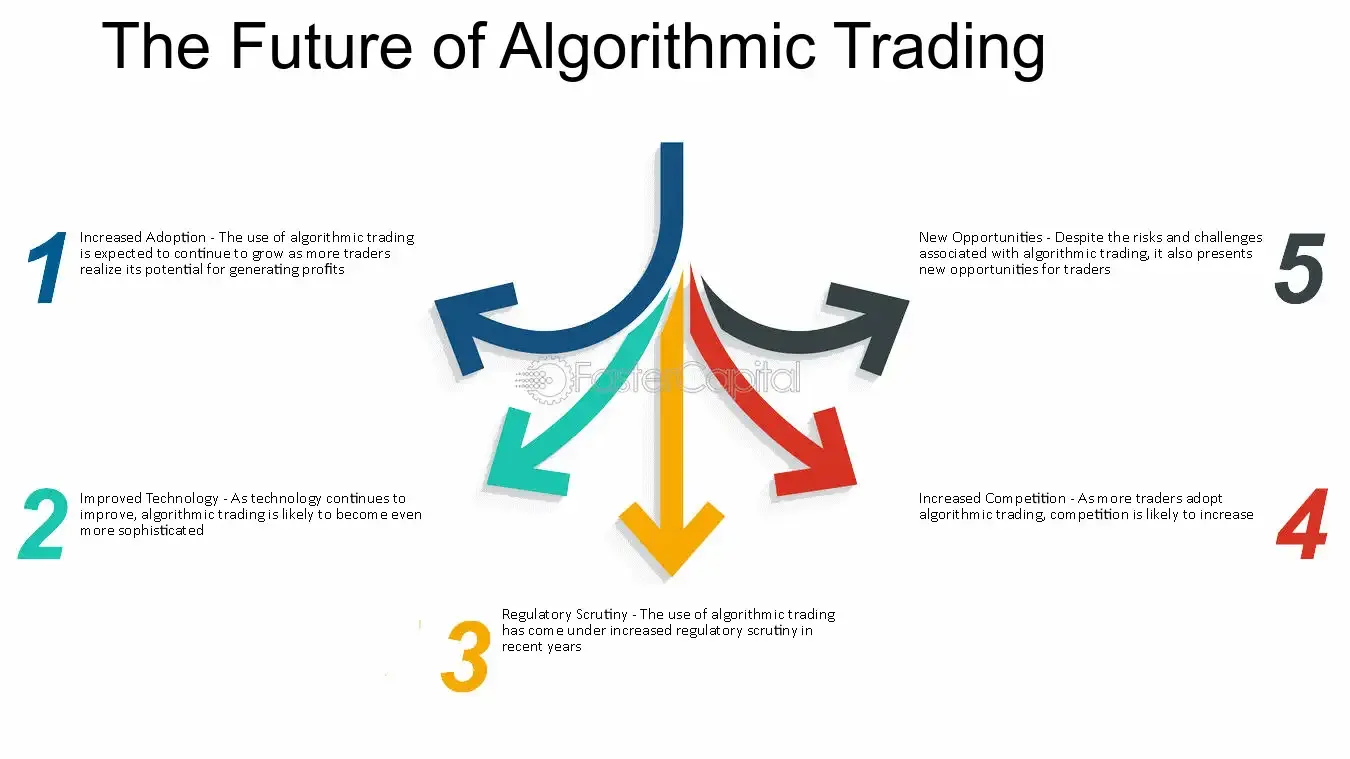 The Future of Algorithmic Trading
1
Increased Adoption - The use of algorithmic trading
is expected to continue to grow as more traders
realize its potential for generating profits
2
Improved Technology - As technology continues to
improve, algorithmic trading is likely to become even
more sophisticated
3
Regulatory Scrutiny - The use of algorithmic trading
has come under increased regulatory scrutiny in
recent years
4
Increased Competition - As more traders adopt
algorithmic trading, competition is likely to increase
5
New Opportunities - Despite the risks and challenges
associated with algorithmic trading, it also presents
new opportunities for traders
FasterCapital